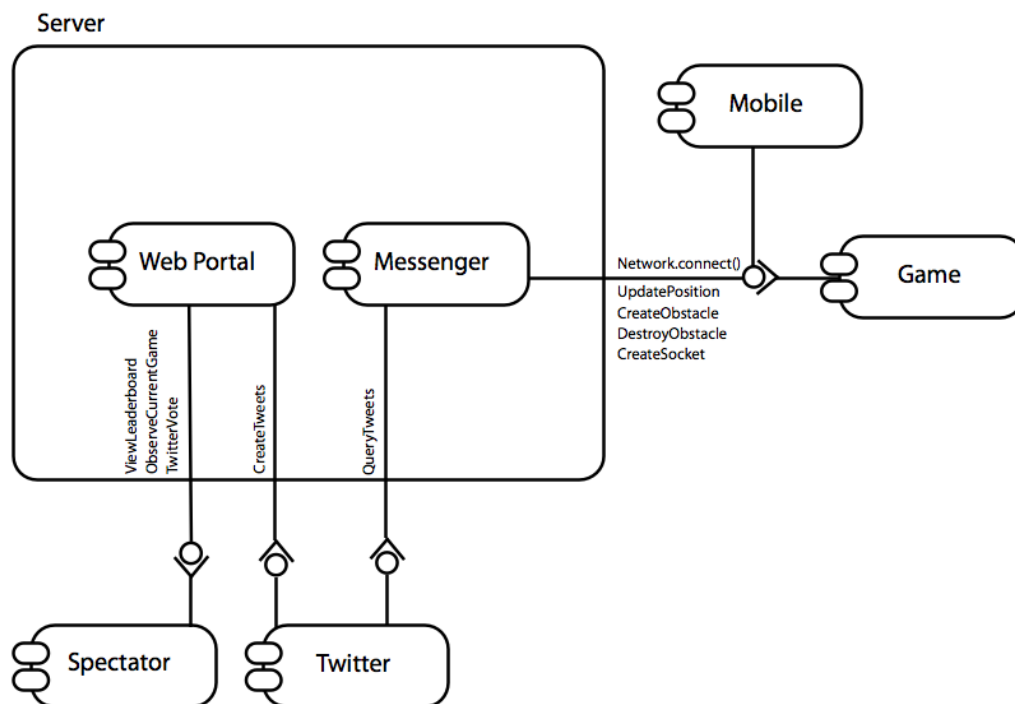 Server
Mobile
Web Portal
Messenger
Network.connect()
UpdatePosition
CreateObstacle
DestroyObstacle
CreateSocket
Game
ViewLeaderboard
ObserveCurrentGame
TwitterVote
CreateTweets
QueryTweets
Spectator
Twitter